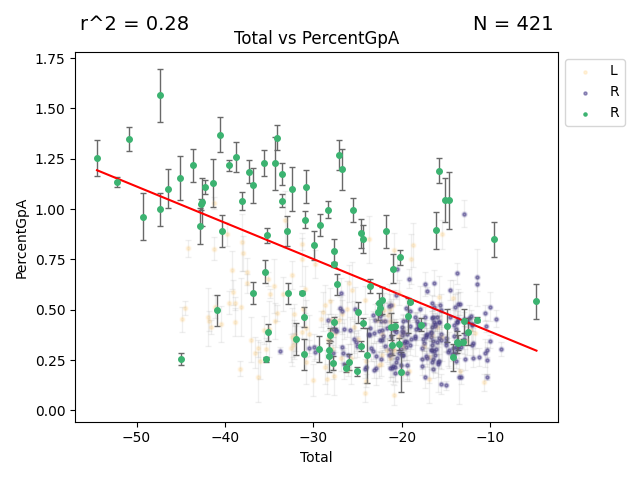 r^2 = 0.28
N = 421
Total vs PercentGpA
L
R
R
PercentGpA
1.75
1.50
1.25
1.00
0.75
0.50
0.25
0.00
−50
−40
−30
−20
−10
Total